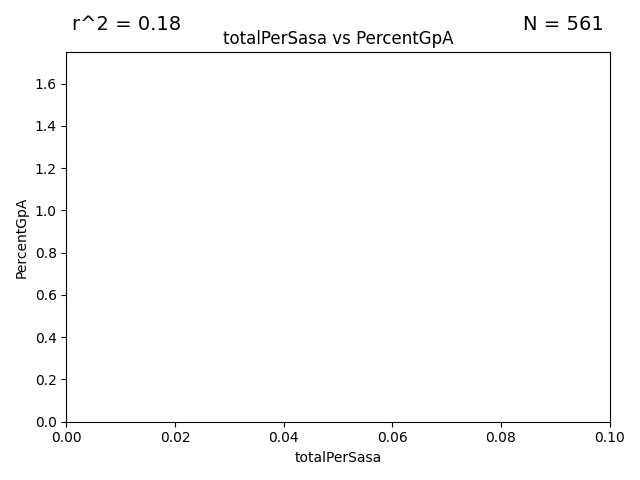 r^2 = 0.18
N = 561
totalPerSasa vs PercentGpA
PercentGpA
1.6
1.4
1.2
1.0
0.8
0.6
0.4
0.2
0.0
0.00 0.02 0.04 0.06 0.08 0.10
totalPerSasa